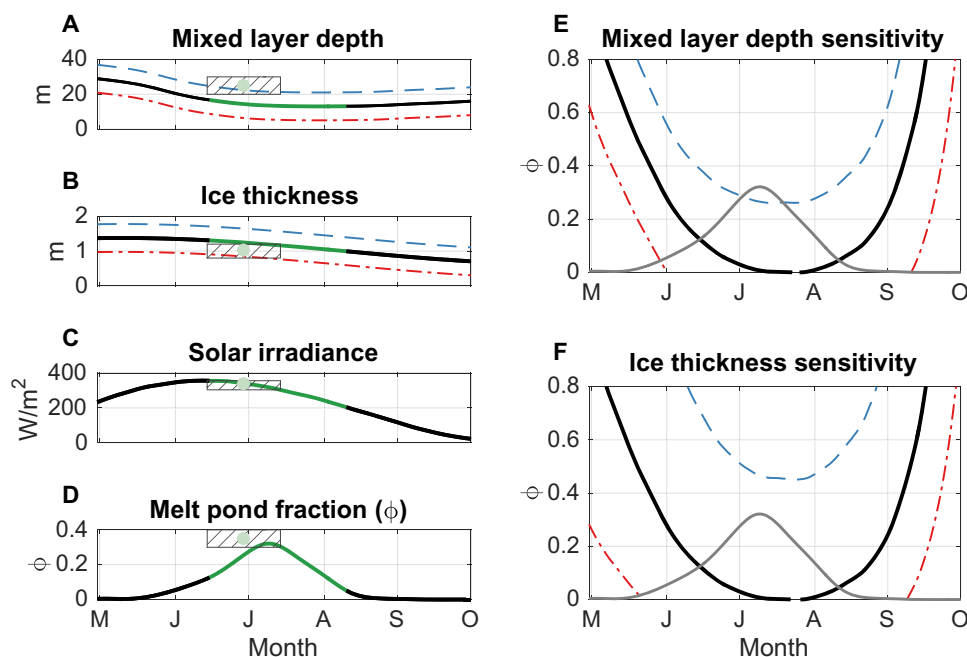 A
Mixed layer depth
m
40
20
0
B
Ice thickness
m
2
1
0
M J J A S O
C
Solar irradiance
W/m²
400
200
0
D
Melt pond fraction (ϕ)
ϕ
0.4
0.2
0
M J J A S O
Month
E
Mixed layer depth sensitivity
ϕ
0.8
0.6
0.4
0.2
0
M J J A S O
F
Ice thickness sensitivity
ϕ
0.8
0.6
0.4
0.2
0
M J J A S O
Month